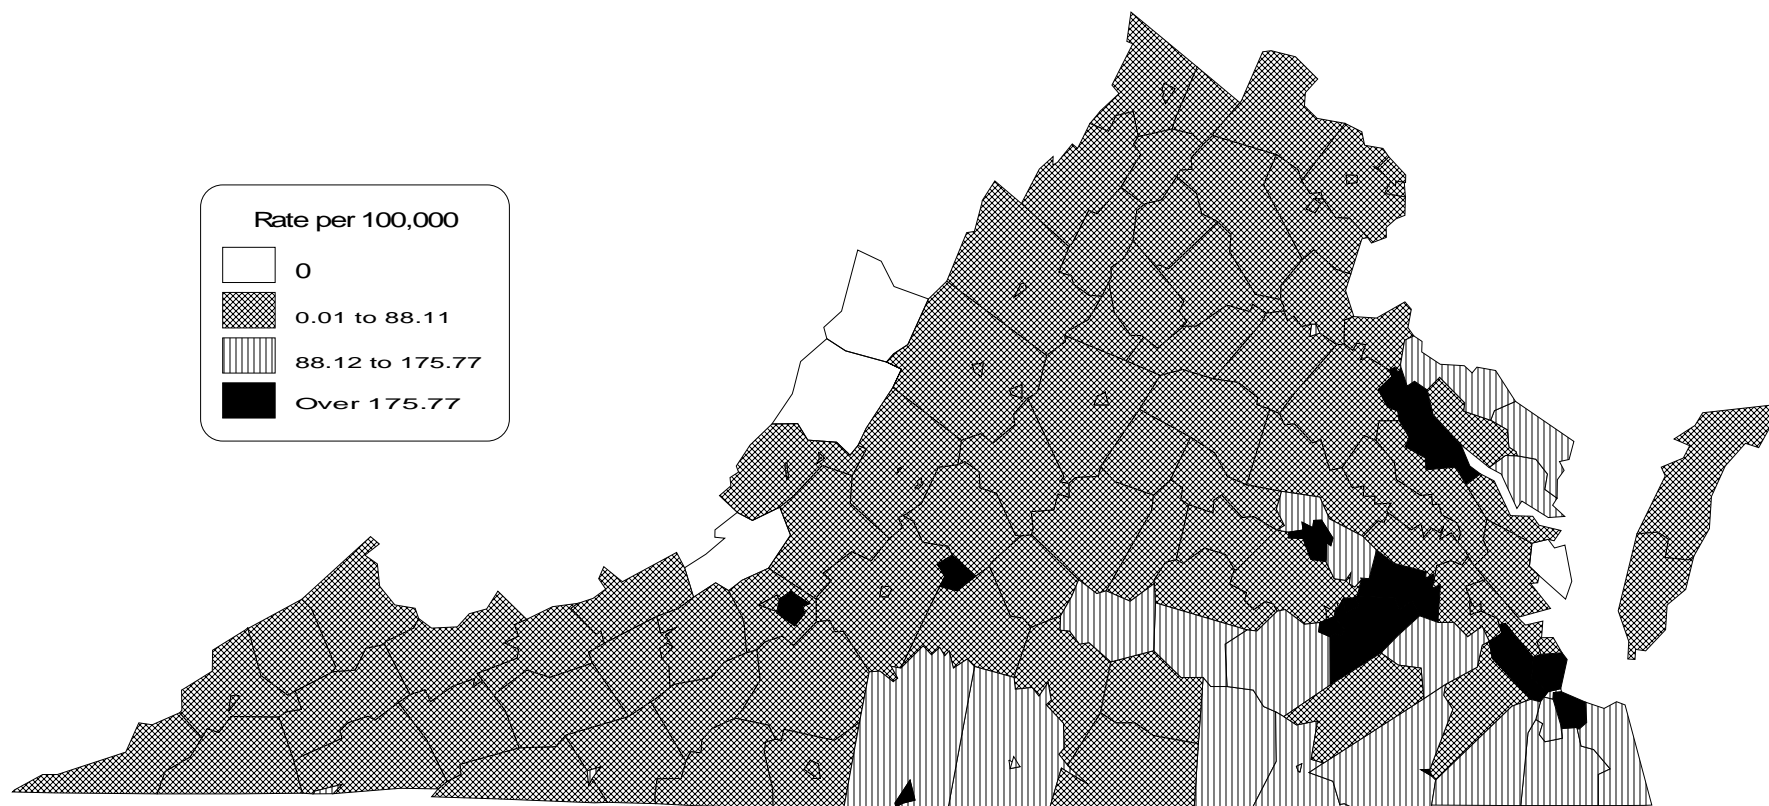 Rate per 100,000
0
0.01 to 88.11
88.12 to 175.77
Over 175.77